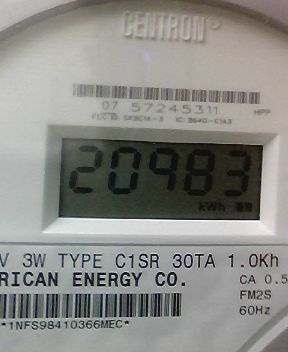 CENTRON®
07 57245311 HPP
20983
kWh
V 3W TYPE C1SR 30TA 1.0Kh
RICAN ENERGY CO. CA 0.5
FM2S
60Hz
*1NFS98410366MEC*